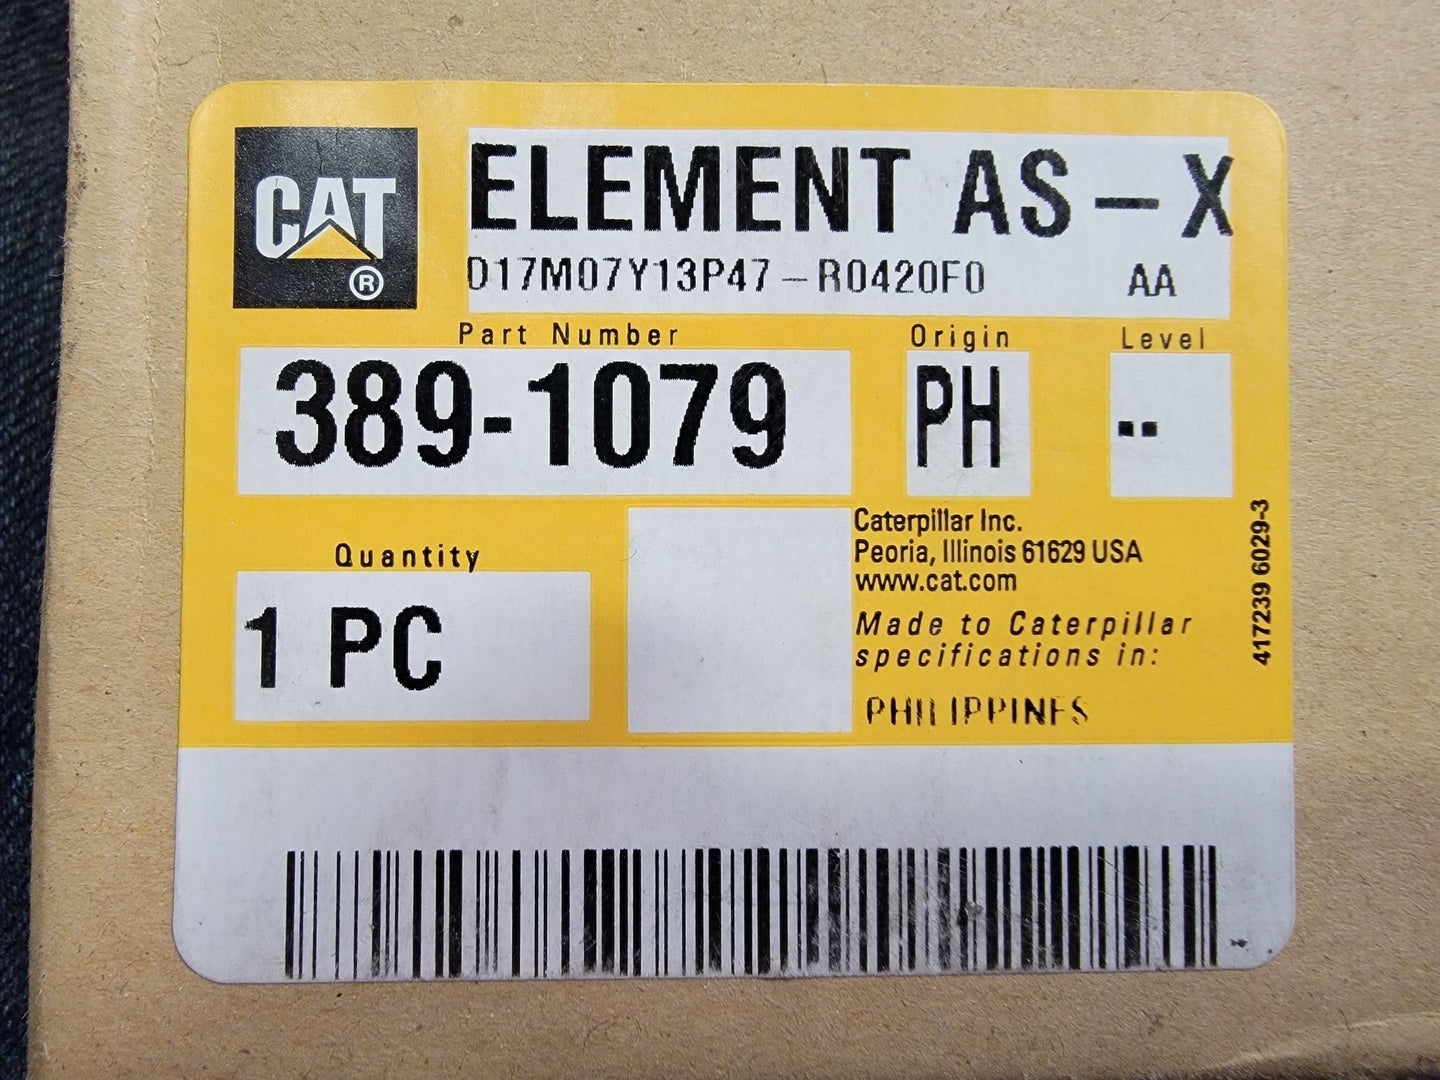 CAT
®
ELEMENT AS - X
D17M07Y13P47 - R0420F0 AA
Part Number Origin Level
389-1079 PH --
Quantity
1 PC
Caterpillar Inc.
Peoria, Illinois 61629 USA
www.cat.com
Made to Caterpillar
specifications in:
PHILIPPINES
417239 6029-3